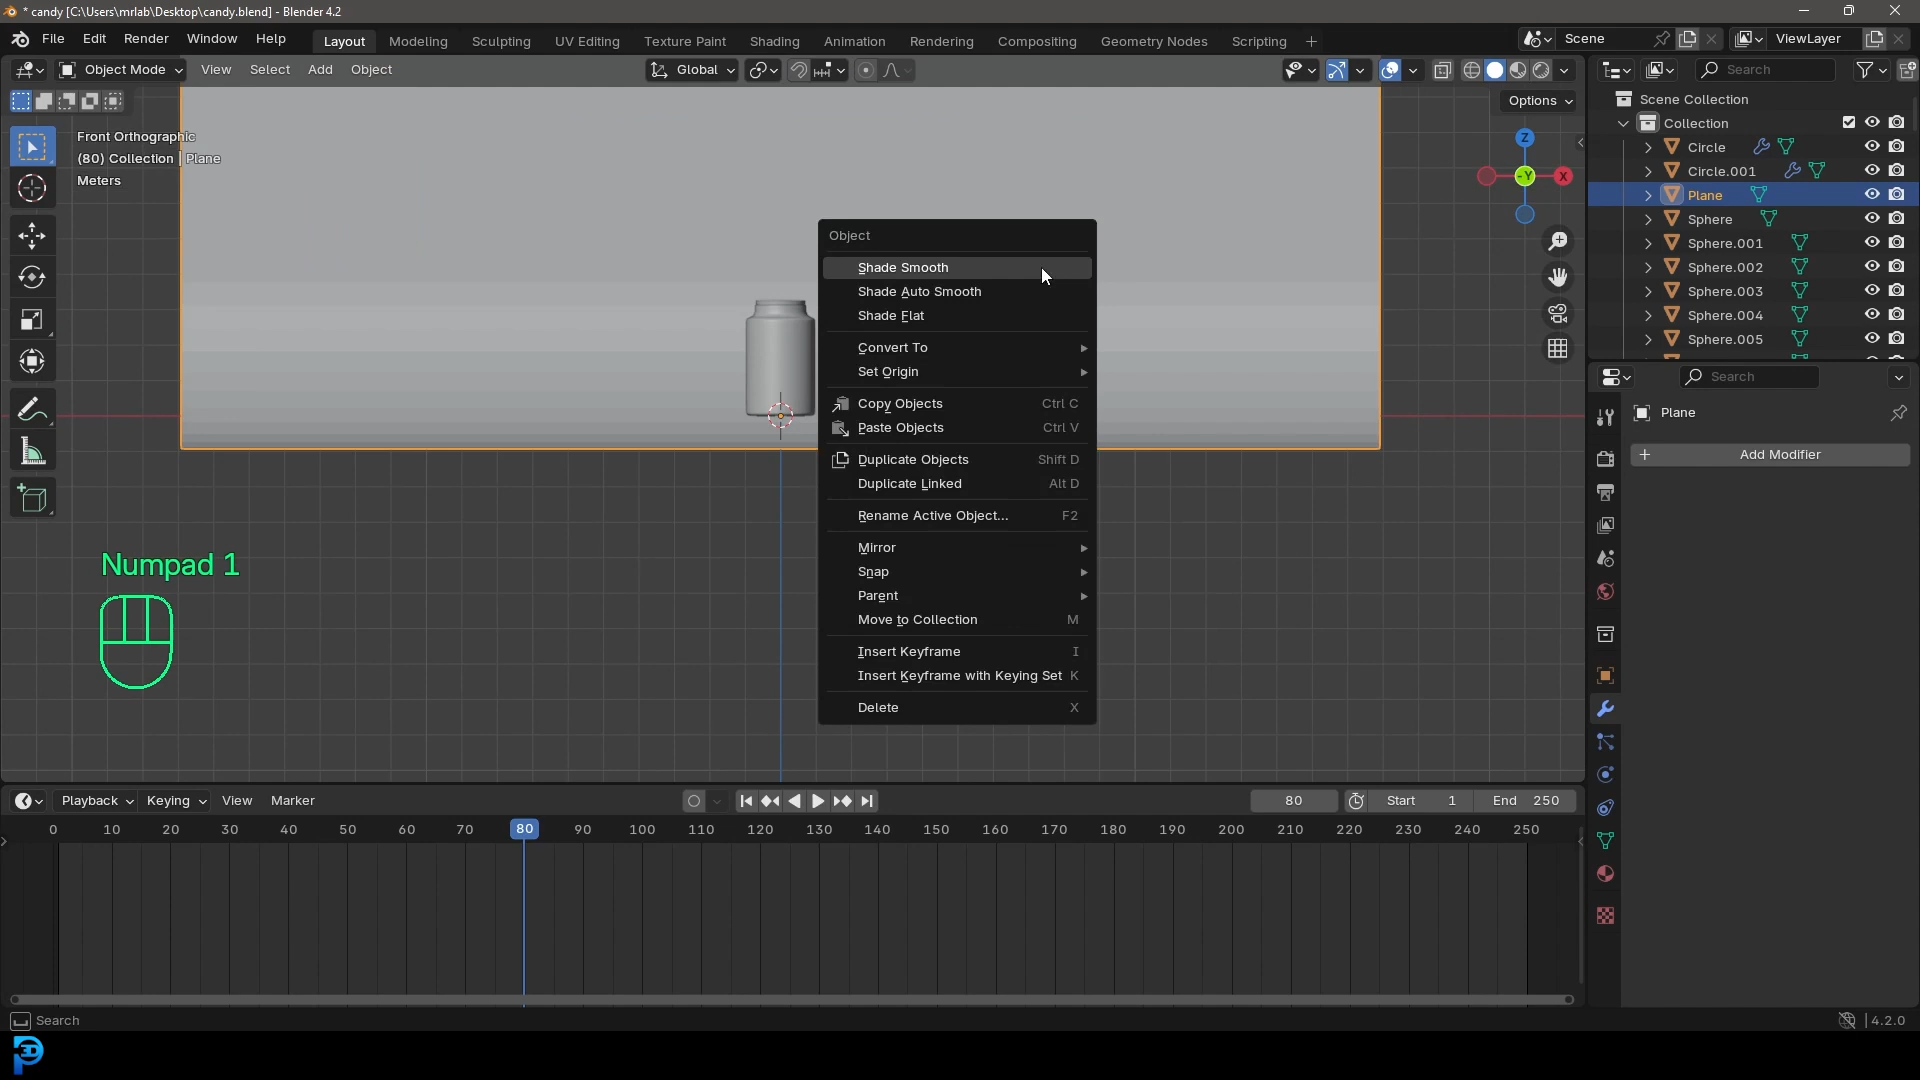 * candy [C:\Users\mrlab\Desktop\candy.blend] - Blender 4.2
File Edit Render Window Help
Layout Modeling Sculpting UV Editing Texture Paint Shading Animation Rendering Compositing Geometry Nodes Scripting +
Scene
ViewLayer
Object Mode View Select Add Object
Global
Search
Options
Front Orthographic
(80) Collection | Plane
Meters
Z
-Y
X
Scene Collection
Collection
Circle
Circle.001
Plane
Sphere
Sphere.001
Sphere.002
Sphere.003
Sphere.004
Sphere.005
Object
Shade Smooth
Shade Auto Smooth
Shade Flat
Convert To
Set Origin
Copy Objects Ctrl C
Paste Objects Ctrl V
Duplicate Objects Shift D
Duplicate Linked Alt D
Rename Active Object... F2
Mirror
Snap
Parent
Move to Collection M
Insert Keyframe I
Insert Keyframe with Keying Set K
Delete X
Search
Plane
+ Add Modifier
Numpad 1
Playback Keying View Marker
80
Start 1
End 250
0 10 20 30 40 50 60 70 80 90 100 110 120 130 140 150 160 170 180 190 200 210 220 230 240 250
Search
4.2.0
3D